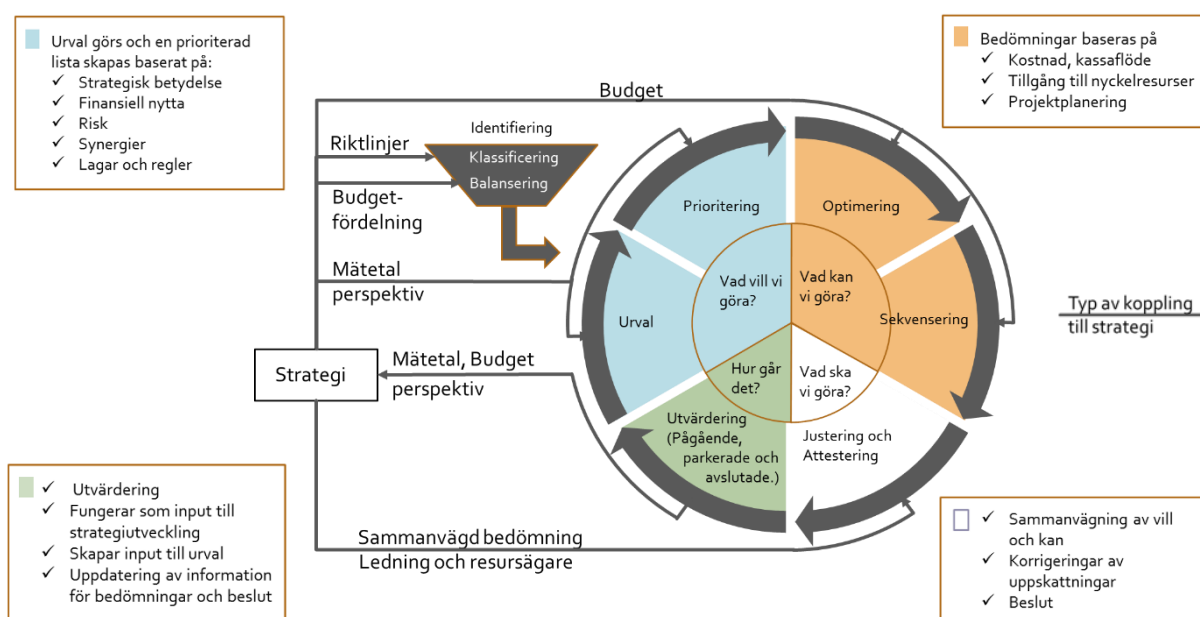 Urval görs och en prioriterad
lista skapas baserat på:
✓ Strategisk betydelse
✓ Finansiell nytta
✓ Risk
✓ Synergier
✓ Lagar och regler
Bedömningar baseras på
✓ Kostnad, kassaflöde
✓ Tillgång till nyckelresurser
✓ Projektplanering
Budget
Riktlinjer
Identifiering
Klassificering
Balansering
Budget-
fördelning
Mätetal
perspektiv
Mätetal, Budget
perspektiv
Strategi
Prioritering
Optimering
Urval
Vad vill vi
göra?
Vad kan
vi göra?
Sekvensering
Typ av koppling
till strategi
Hur går
det?
Vad ska
vi göra?
Utvärdering
(Pågående,
parkerade och
avslutade.)
Justering och
Attestering
Sammanvägd bedömning
Ledning och resursägare
✓ Utvärdering
✓ Fungerar som input till
strategiutveckling
✓ Skapar input till urval
✓ Uppdatering av information
för bedömningar och beslut
✓ Sammanvägning av vill
och kan
✓ Korrigeringar av
uppskattningar
✓ Beslut